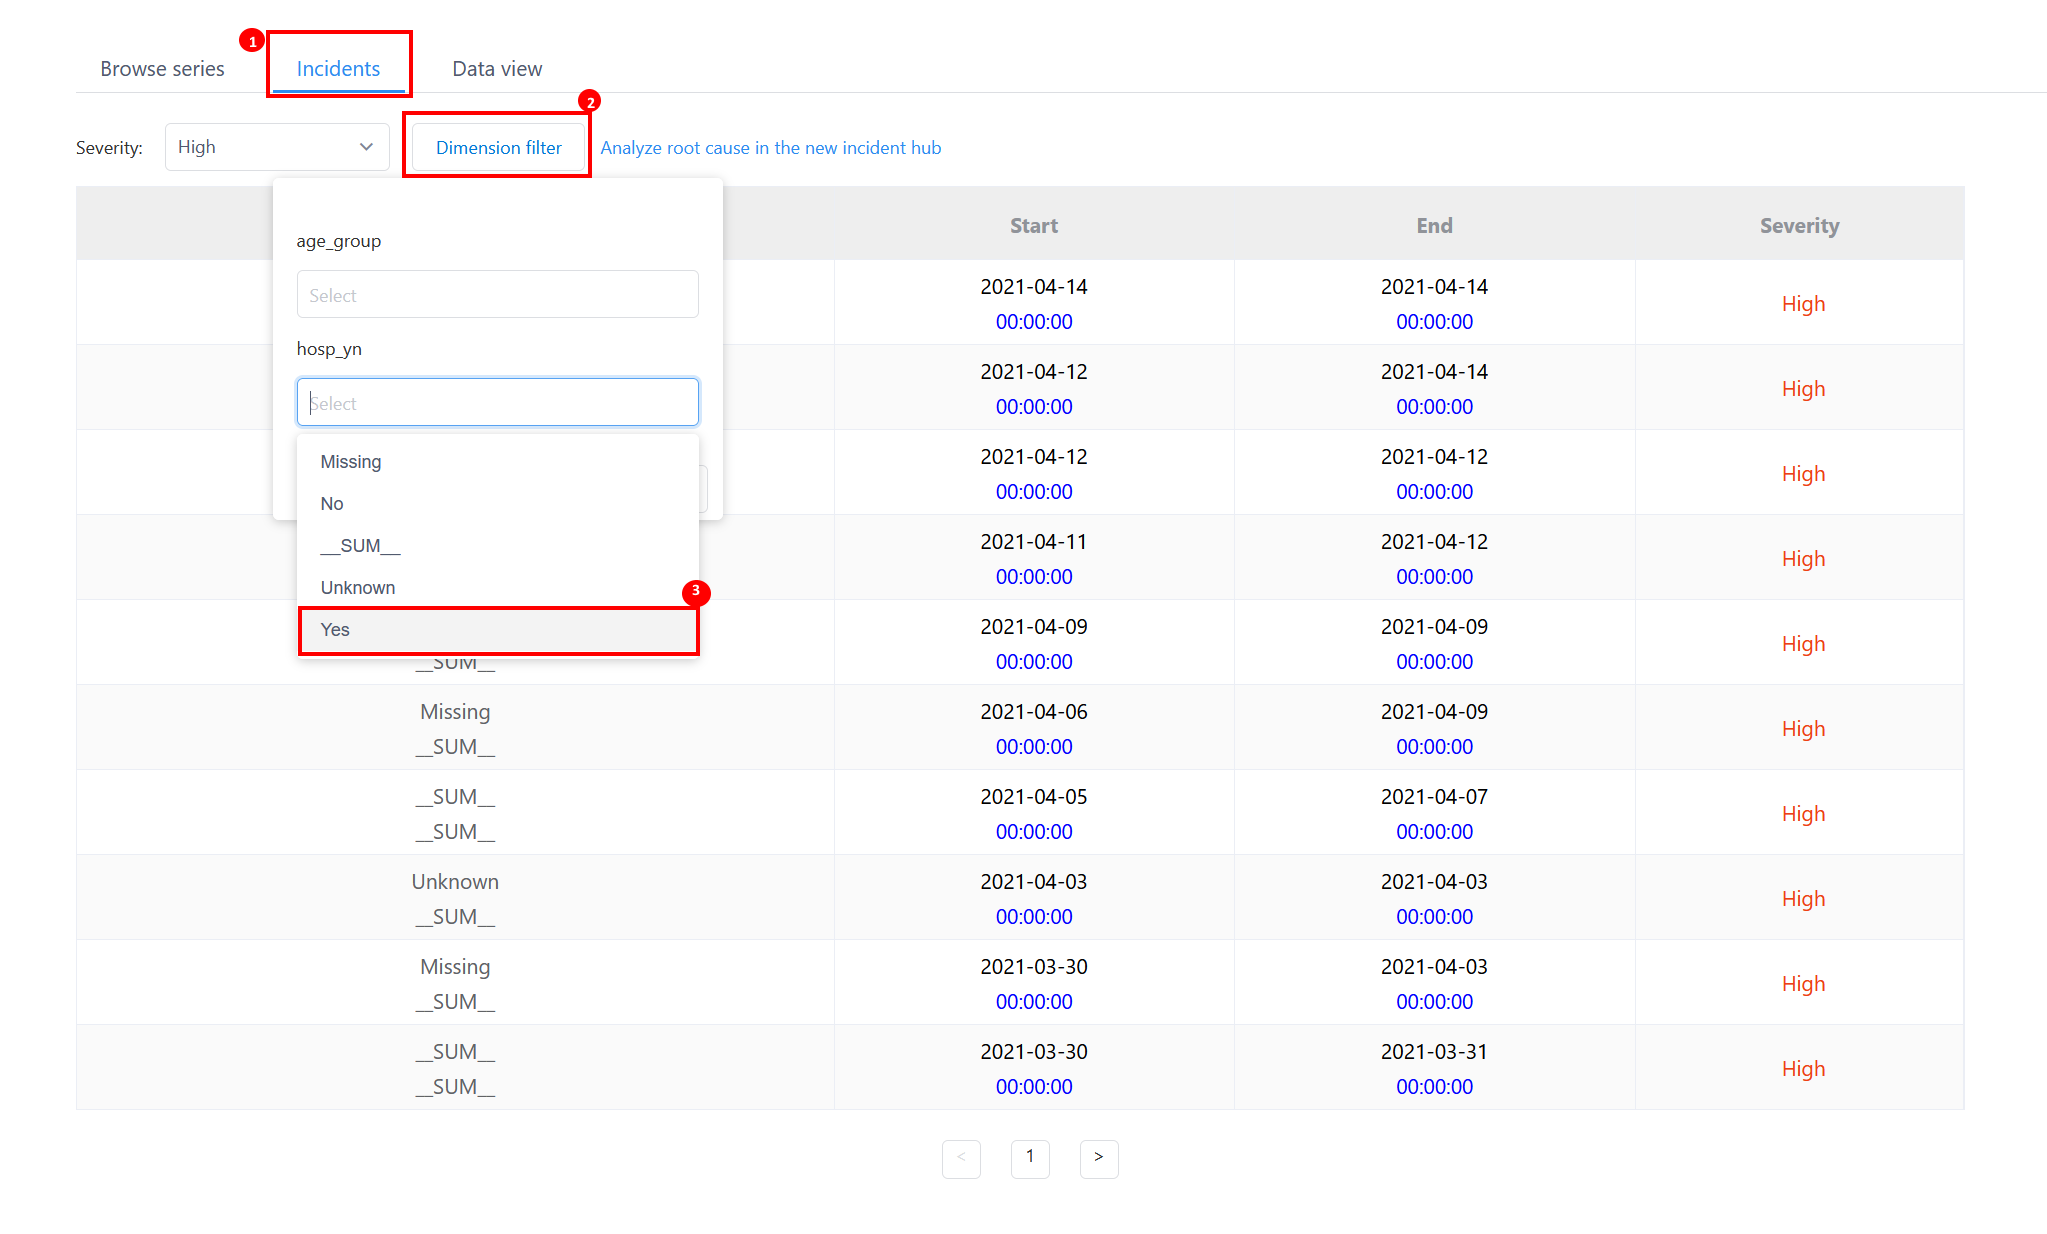 1
Browse series Incidents Data view
2
Severity: High Dimension filter Analyze root cause in the new incident hub
Start End Severity
age_group
Select
hosp_yn
Select
Missing
No
__SUM__
Unknown
3
Yes
2021-04-14 2021-04-14 High
00:00:00 00:00:00
2021-04-12 2021-04-14 High
00:00:00 00:00:00
2021-04-12 2021-04-12 High
00:00:00 00:00:00
2021-04-11 2021-04-12 High
00:00:00 00:00:00
2021-04-09 2021-04-09 High
__SUM__ 00:00:00 00:00:00
Missing 2021-04-06 2021-04-09 High
__SUM__ 00:00:00 00:00:00
__SUM__ 2021-04-05 2021-04-07 High
__SUM__ 00:00:00 00:00:00
Unknown 2021-04-03 2021-04-03 High
__SUM__ 00:00:00 00:00:00
Missing 2021-03-30 2021-04-03 High
__SUM__ 00:00:00 00:00:00
__SUM__ 2021-03-30 2021-03-31 High
__SUM__ 00:00:00 00:00:00
< 1 >